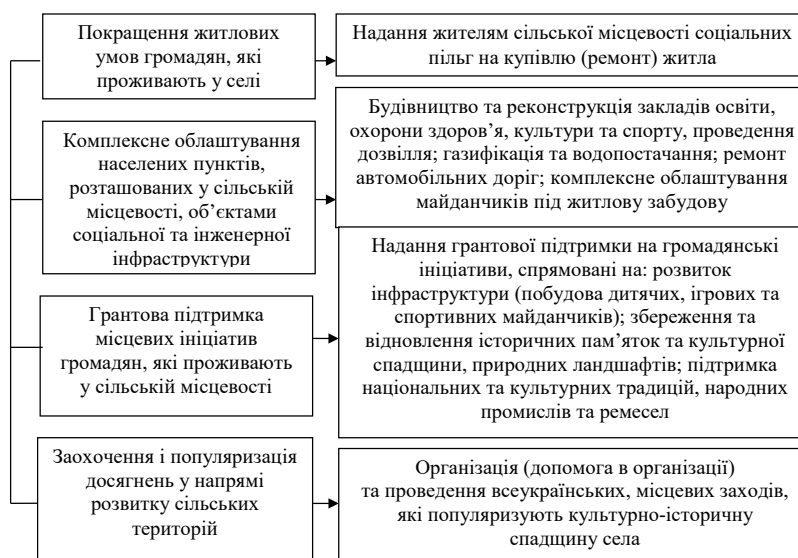 Покращення житлових
умов громадян, які
проживають у селі
Надання жителям сільської місцевості соціальних
пільг на купівлю (ремонт) житла
Комплексне облаштування
населених пунктів,
розташованих у сільській
місцевості, об’єктами
соціальної та інженерної
інфраструктури
Будівництво та реконструкція закладів освіти,
охорони здоров’я, культури та спорту, проведення
дозвілля; газифікація та водопостачання; ремонт
автомобільних доріг; комплексне облаштування
майданчиків під житлову забудову
Грантова підтримка
місцевих ініціатив
громадян, які проживають
у сільській місцевості
Надання грантової підтримки на громадянські
ініціативи, спрямовані на: розвиток
інфраструктури (побудова дитячих, ігрових та
спортивних майданчиків); збереження та
відновлення історичних пам’яток та культурної
спадщини, природних ландшафтів; підтримка
національних та культурних традицій, народних
промислів та ремесел
Заохочення і популяризація
досягнень у напрямі
розвитку сільських
територій
Організація (допомога в організації)
та проведення всеукраїнських, місцевих заходів,
які популяризують культурно-історичну
спадщину села